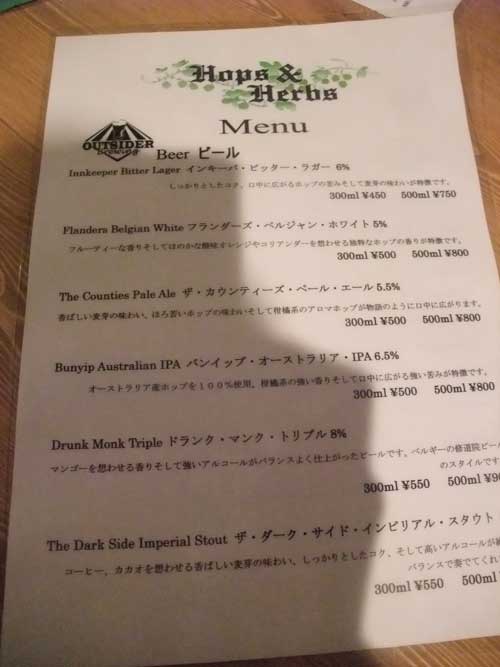 Hops &
Herbs
Menu
OUTSIDER
Brewing
Beer ビール
Innkeeper Bitter Lager インキーパ・ビッター・ラガー 6%
しっかりとしたコク、口中に広がるホップの苦みそして麦芽の味わいが特徴です。
300ml ¥450 500ml ¥750
Flanders Belgian White フランダーズ・ベルジャン・ホワイト 5%
フルーティーな香りそしてほのかな酸味オレンジやコリアンダーを想わせる独特なホップの香りが特徴です。
300ml ¥500 500ml ¥800
The Counties Pale Ale ザ・カウンティーズ・ペール・エール 5.5%
香ばしい麦芽の味わい、ほろ苦いホップの味わいそして柑橘系のアロマホップが物語のように口中に広がります。
300ml ¥500 500ml ¥800
Bunyip Australian IPA バンイップ・オーストラリア・IPA 6.5%
オーストラリア産ホップを１００％使用。柑橘系の強い香りそして口中に広がる強い苦みが特徴です。
300ml ¥500 500ml ¥800
Drunk Monk Triple ドランク・マンク・トリプル 8%
マンゴーを想わせる香りそして強いアルコールがバランスよく仕上がったビールです。ベルギーの修道院ビール
のスタイルです
300ml ¥550 500ml ¥9
The Dark Side Imperial Stout ザ・ダーク・サイド・インピリアル・スタウト
コーヒー、カカオを想わせる香ばしい麦芽の味わい、しっかりとしたコク、そして高いアルコールが
バランスで奏でてくれ
300ml ¥550 500ml